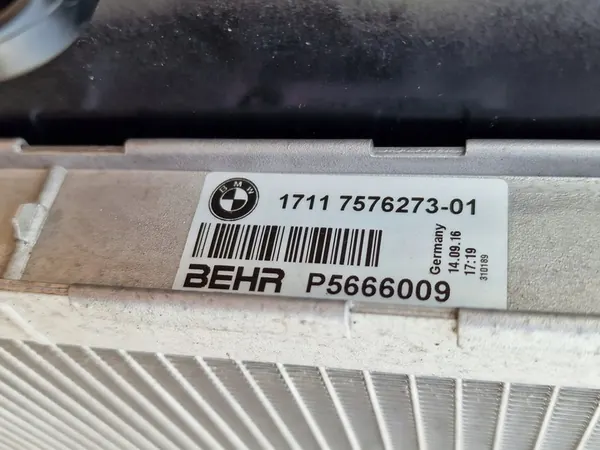 BMW
1711 7576273-01
BEHR P5666009
Germany
14.09.16
17:19
310189